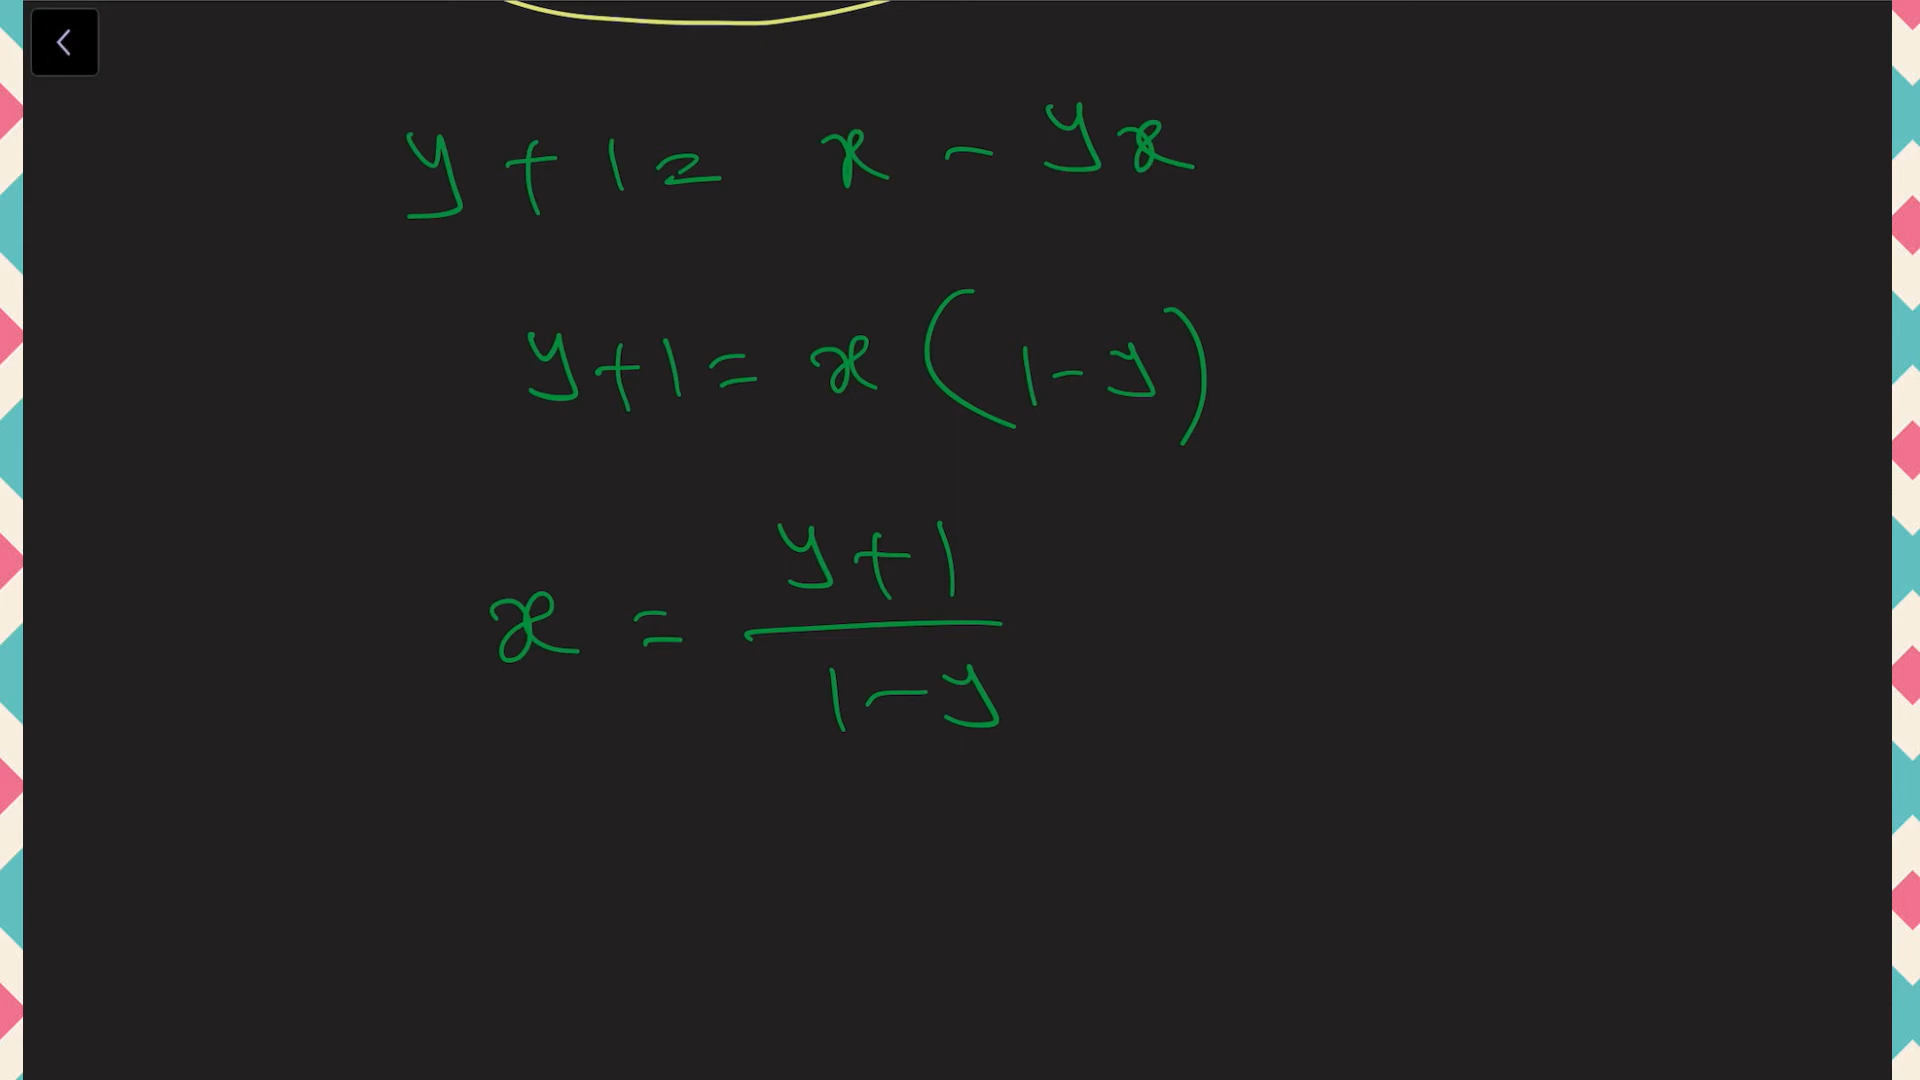 y + 1 = x - yx
y + 1 = x (1 - y)
x = y + 1 / 1 - y